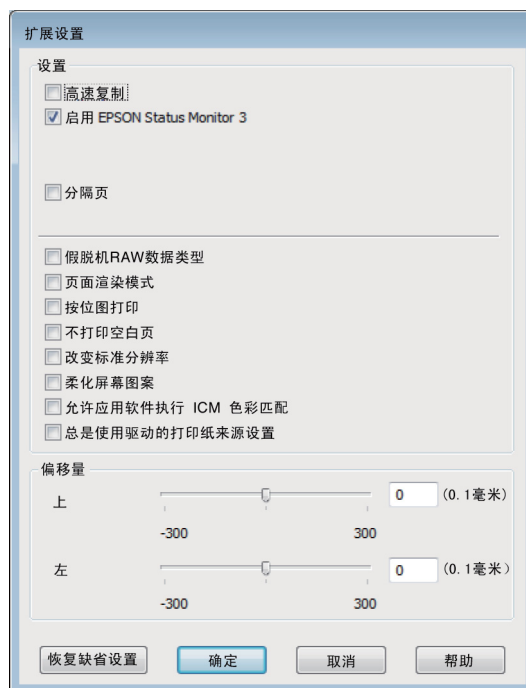 扩展设置
设置
高速复制
启用 EPSON Status Monitor 3
分隔页
假脱机RAW数据类型
页面渲染模式
按位图打印
不打印空白页
改变标准分辨率
柔化屏幕图案
允许应用软件执行 ICM 色彩匹配
总是使用驱动的打印纸来源设置
偏移量
上 0 (0.1毫米)
-300 300
左 0 (0.1毫米)
-300 300
恢复缺省设置 确定 取消 帮助